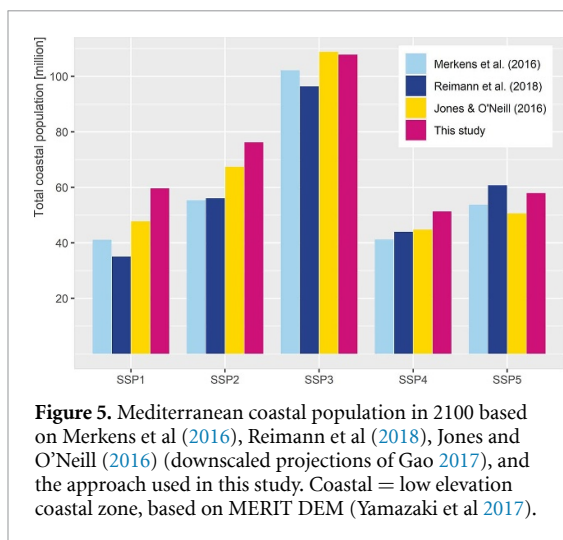 Total coastal population [million]
100
80
60
40
20
Merkens et al. (2016)
Reimann et al. (2018)
Jones & O'Neill (2016)
This study
SSP1 SSP2 SSP3 SSP4 SSP5
Figure 5. Mediterranean coastal population in 2100 based
on Merkens et al (2016), Reimann et al (2018), Jones and
O'Neill (2016) (downscaled projections of Gao 2017), and
the approach used in this study. Coastal = low elevation
coastal zone, based on MERIT DEM (Yamazaki et al 2017).